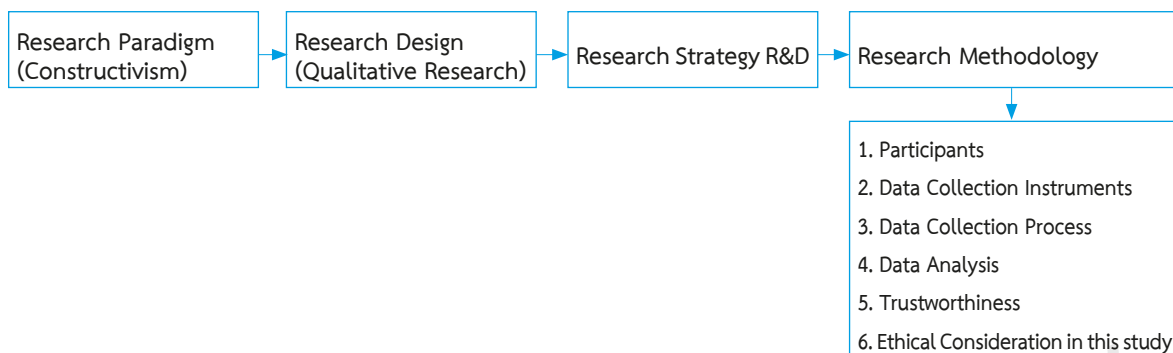 Research Paradigm
(Constructivism)
Research Design
(Qualitative Research)
Research Strategy R&D
Research Methodology
1. Participants
2. Data Collection Instruments
3. Data Collection Process
4. Data Analysis
5. Trustworthiness
6. Ethical Consideration in this study